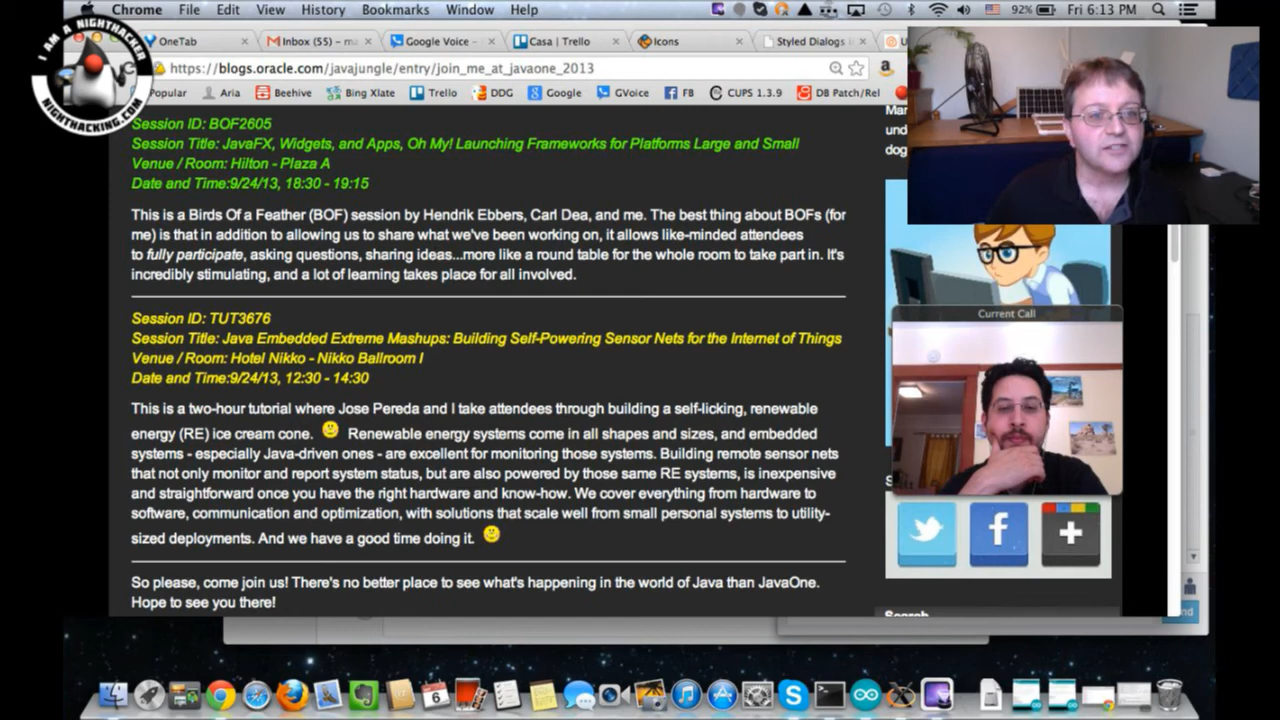 Chrome File Edit View History Bookmarks Window Help
92% Fri 6:13 PM
I AM A NIGHTHACKER
NIGHTHACKING.COM
OneTab
Inbox (55) – ma
Google Voice –
Casa | Trello
Icons
Styled Dialogs i
https://blogs.oracle.com/javajungle/entry/join_me_at_javaone_2013
Popular Aria Beehive Bing Xlate Trello DDG Google GVoice FB CUPS 1.3.9 DB Patch/Rel
Session ID: BOF2605
Session Title: JavaFX, Widgets, and Apps, Oh My! Launching Frameworks for Platforms Large and Small
Venue / Room: Hilton - Plaza A
Date and Time:9/24/13, 18:30 - 19:15
This is a Birds Of a Feather (BOF) session by Hendrik Ebbers, Carl Dea, and me. The best thing about BOFs (for
me) is that in addition to allowing us to share what we've been working on, it allows like-minded attendees
to fully participate, asking questions, sharing ideas...more like a round table for the whole room to take part in. It's
incredibly stimulating, and a lot of learning takes place for all involved.
Session ID: TUT3676
Session Title: Java Embedded Extreme Mashups: Building Self-Powering Sensor Nets for the Internet of Things
Venue / Room: Hotel Nikko - Nikko Ballroom I
Date and Time:9/24/13, 12:30 - 14:30
This is a two-hour tutorial where Jose Pereda and I take attendees through building a self-licking, renewable
energy (RE) ice cream cone. Renewable energy systems come in all shapes and sizes, and embedded
systems - especially Java-driven ones - are excellent for monitoring those systems. Building remote sensor nets
that not only monitor and report system status, but are also powered by those same RE systems, is inexpensive
and straightforward once you have the right hardware and know-how. We cover everything from hardware to
software, communication and optimization, with solutions that scale well from small personal systems to utility-
sized deployments. And we have a good time doing it.
So please, come join us! There's no better place to see what's happening in the world of Java than JavaOne.
Hope to see you there!
Mar
und
dog
Current Call
Search
6